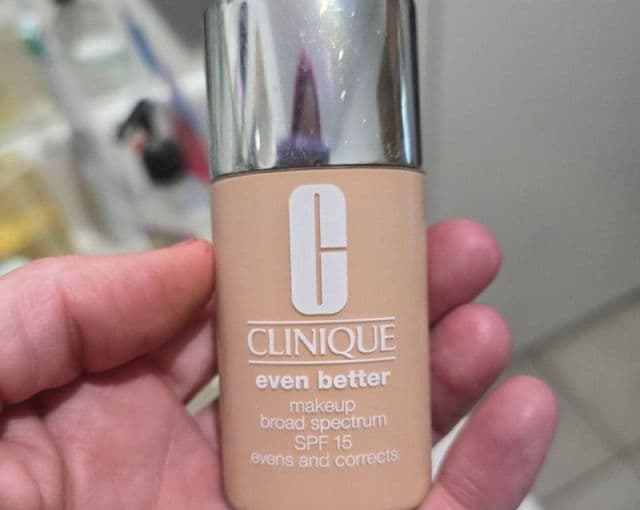 C
CLINIQUE
even better
makeup
broad spectrum
SPF 15
evens and corrects